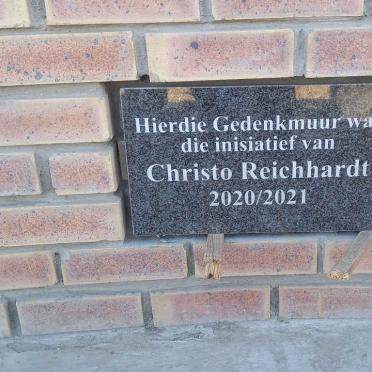 Hierdie Gedenkmuur wa
die inisiatief van
Christo Reichhardt
2020/2021